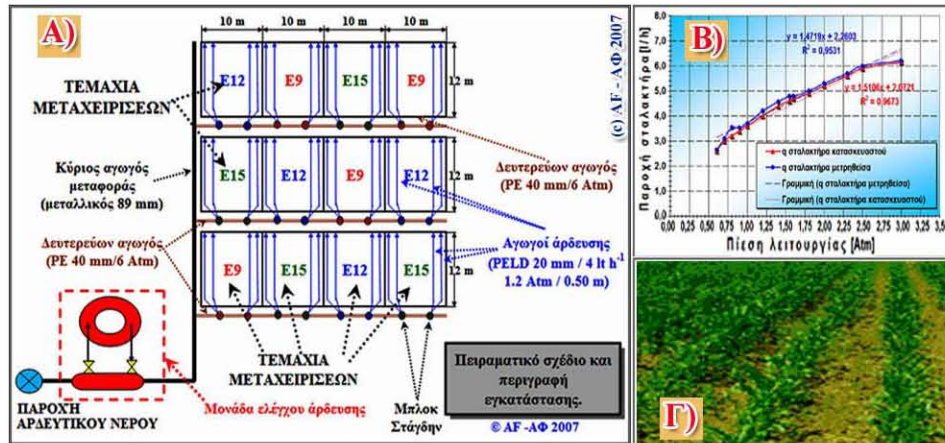 Α)
10 m 10 m 10 m 10 m
E12 E9 E15 E9
12 m
ΤΕΜΑΧΙΑ
ΜΕΤΑΧΕΙΡΙΣΕΩΝ
Κύριος αγωγός
μεταφοράς
(μεταλλικός 89 mm)
Δευτερεύων αγωγός
(PE 40 mm/6 Atm)
E15 E12 E9 E12
12 m
Δευτερεύων αγωγός
(PE 40 mm/6 Atm)
Αγωγοί άρδευσης
(PELD 20 mm / 4 lt h⁻¹
1.2 Atm / 0.50 m)
E9 E15 E12 E15
12 m
ΤΕΜΑΧΙΑ
ΜΕΤΑΧΕΙΡΙΣΕΩΝ
ΠΑΡΟΧΉ
ΑΡΔΕΥΤΙΚΟΥ ΝΕΡΟΥ
Μονάδα ελέγχου άρδευσης
Μπλοκ
Στάγδην
Πειραματικό σχέδιο και
περιγραφή
εγκατάστασης.
© AF -ΑΦ 2007
(c) AF - ΑΦ 2007
Β)
Παροχή σταλακτήρα [l/h]
8,0
7,0
6,0
5,0
4,0
3,0
2,0
1,0
0,0
y = 1,4719x + 2,2603
R² = 0,9531
y = 1,5106x + 2,0721
R² = 0,9673
q σταλακτήρα κατασκευαστού
q σταλακτήρα μετρηθείσα
Γραμμική (q σταλακτήρα μετρηθείσα)
Γραμμική (q σταλακτήρα κατασκευαστού)
0,00 0,25 0,50 0,75 1,00 1,25 1,50 1,75 2,00 2,25 2,50 2,75 3,00 3,25 3,50
Πίεση λειτουργίας [Atm]
Γ)